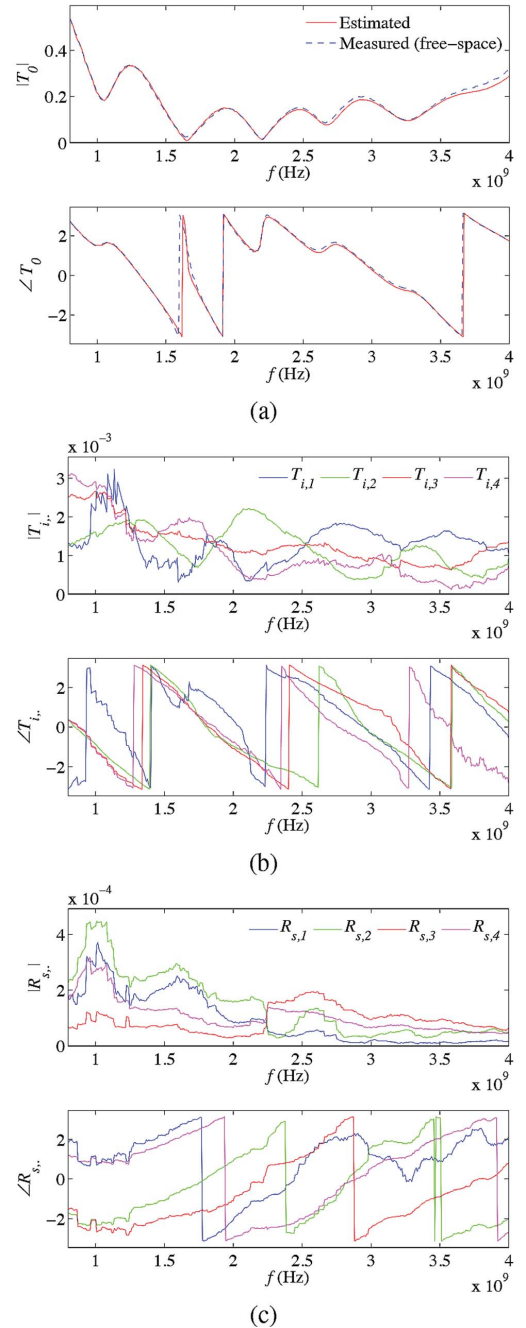 Estimated
Measured (free-space)
|T0|
0.4
0.2
0
1 1.5 2 2.5 3 3.5 4
f (Hz)
x 10^9
∠T0
2
0
−2
1 1.5 2 2.5 3 3.5 4
f (Hz)
x 10^9
(a)
x 10^−3
Ti,1 Ti,2 Ti,3 Ti,4
|Ti,.|
3
2
1
0
1 1.5 2 2.5 3 3.5 4
f (Hz)
x 10^9
∠Ti,.
2
0
−2
1 1.5 2 2.5 3 3.5 4
f (Hz)
x 10^9
(b)
x 10^−4
Rs,1 Rs,2 Rs,3 Rs,4
|Rs,.|
4
2
0
1 1.5 2 2.5 3 3.5 4
f (Hz)
x 10^9
∠Rs,.
2
0
−2
1 1.5 2 2.5 3 3.5 4
f (Hz)
x 10^9
(c)